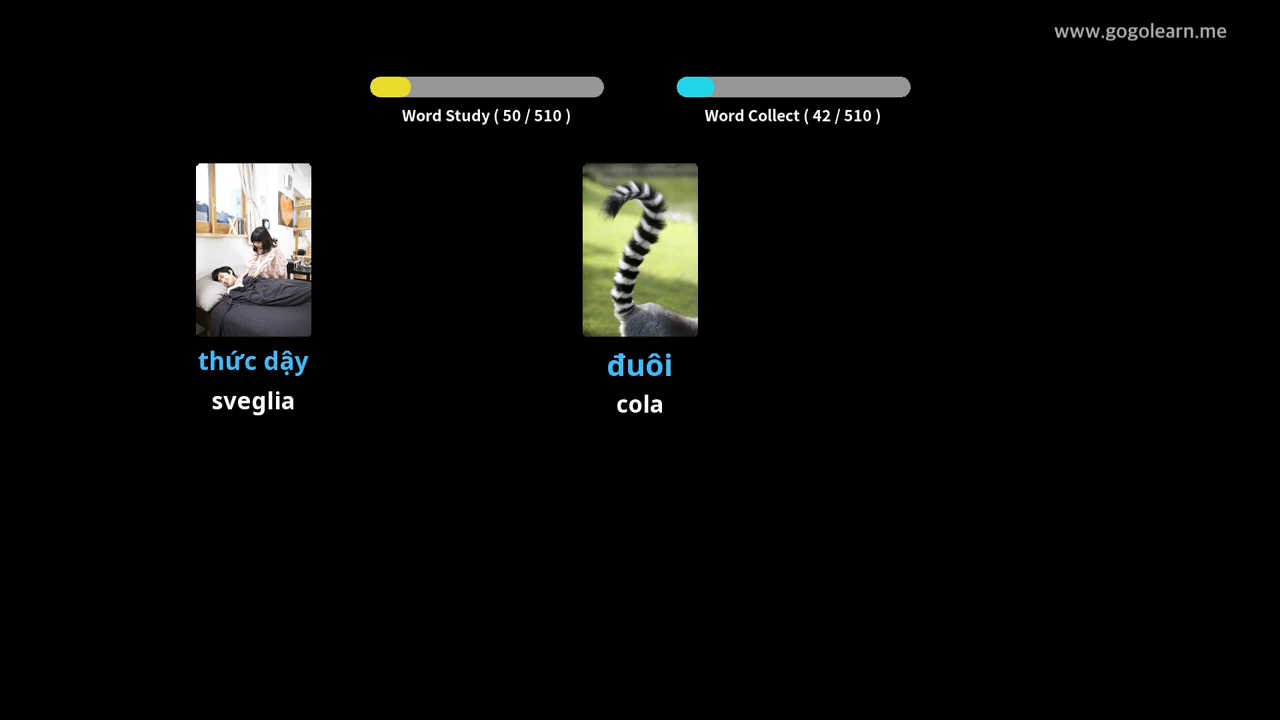 www.gogolearn.me
Word Study ( 50 / 510 )
Word Collect ( 42 / 510 )
thức dậy
sveglia
đuôi
cola